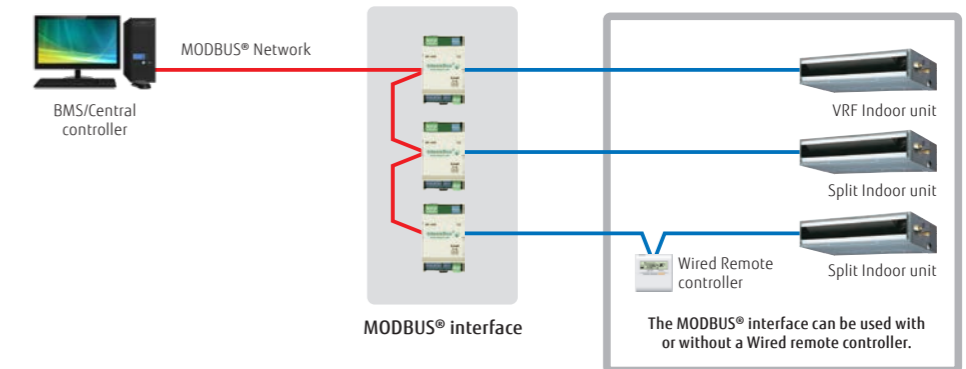 MODBUS® Network
BMS/Central
controller
VRF Indoor unit
Split Indoor unit
Wired Remote
controller
Split Indoor unit
MODBUS® interface
The MODBUS® interface can be used with
or without a Wired remote controller.